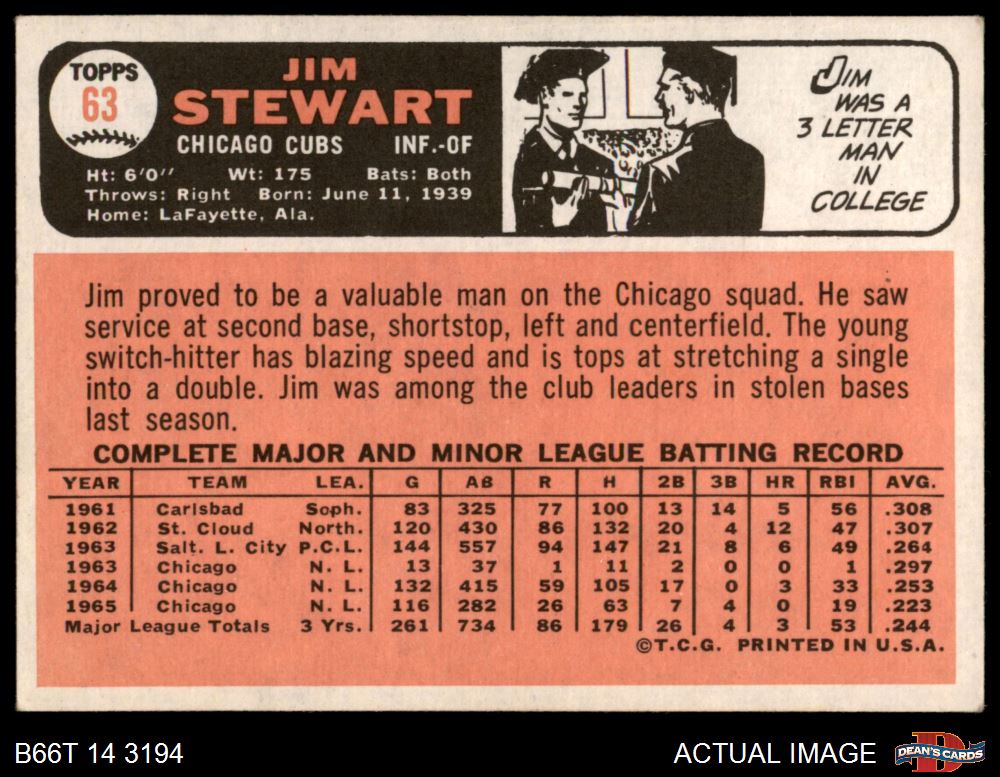 TOPPS
63
JIM
STEWART
CHICAGO CUBS INF.-OF
Ht: 6'0" Wt: 175 Bats: Both
Throws: Right Born: June 11, 1939
Home: LaFayette, Ala.
JIM
WAS A
3 LETTER
MAN
IN
COLLEGE
Jim proved to be a valuable man on the Chicago squad. He saw
service at second base, shortstop, left and centerfield. The young
switch-hitter has blazing speed and is tops at stretching a single
into a double. Jim was among the club leaders in stolen bases
last season.
COMPLETE MAJOR AND MINOR LEAGUE BATTING RECORD
YEAR TEAM LEA. G AB R H 2B 3B HR RBI AVG.
1961 Carlsbad Soph. 83 325 77 100 13 14 5 56 .308
1962 St. Cloud North. 120 430 86 132 20 4 12 47 .307
1963 Salt. L. City P.C.L. 144 557 94 147 21 8 6 49 .264
1963 Chicago N. L. 13 37 1 11 2 0 0 1 .297
1964 Chicago N. L. 132 415 59 105 17 0 3 33 .253
1965 Chicago N. L. 116 282 26 63 7 4 0 19 .223
Major League Totals 3 Yrs. 261 734 86 179 26 4 3 53 .244
©T.C.G. PRINTED IN U.S.A.
B66T 14 3194 ACTUAL IMAGE DEAN'S CARDS